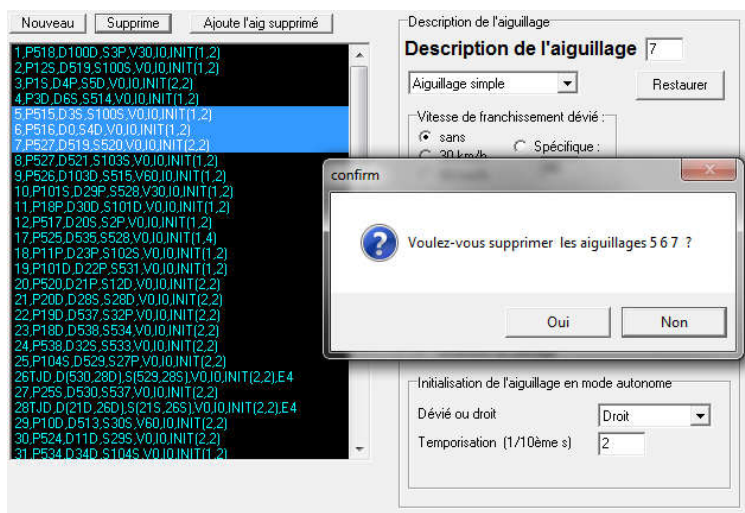 Nouveau Supprime Ajoute l'aig supprimé
1,P518,D100D,S3P,V30,I0,INIT(1,2)
2,P12S,D519,S100S,V0,I0,INIT(1,2)
3,P1S,D4P,S5D,V0,I0,INIT(2,2)
4,P3D,D6S,S514,V0,I0,INIT(1,2)
5,P515,D3S,S100S,V0,I0,INIT(1,2)
6,P516,D0,S4D,V0,I0,INIT(1,2)
7,P527,D519,S520,V0,I0,INIT(2,2)
8,P527,D521,S103S,V0,I0,INIT(1,2)
9,P526,D103D,S515,V60,I0,INIT(1,2)
10,P101S,D29P,S528,V30,I0,INIT(1,2)
11,P18P,D30D,S101D,V0,I0,INIT(1,2)
12,P517,D20S,S2P,V0,I0,INIT(1,2)
17,P525,D535,S528,V0,I0,INIT(1,4)
18,P11P,D23P,S102S,V0,I0,INIT(1,2)
19,P101D,D22P,S531,V0,I0,INIT(1,2)
20,P520,D21P,S12D,V0,I0,INIT(2,2)
21,P20D,D28S,S28D,V0,I0,INIT(2,2)
22,P19D,D537,S32P,V0,I0,INIT(2,2)
23,P18D,D538,S534,V0,I0,INIT(2,2)
24,P538,D32S,S533,V0,I0,INIT(2,2)
25,P104S,D529,S27P,V0,I0,INIT(2,2)
26TJD,D(530,28D),S(529,28S),V0,I0,INIT(2,2),E4
27,P25S,D530,S537,V0,I0,INIT(2,2)
28TJD,D(21D,26D),S(21S,26S),V0,I0,INIT(2,2),E4
29,P10D,D513,S30S,V60,I0,INIT(2,2)
30,P524,D11D,S29S,V0,I0,INIT(2,2)
31,P534,D34D,S104S,V0,I0,INIT(1,2)
Description de l'aiguillage
Description de l'aiguillage 7
Aiguillage simple Restaurer
Vitesse de franchissement dévié :
sans Spécifique :
30 km/h
confirm
Voulez-vous supprimer les aiguillages 5 6 7 ?
Oui Non
Initialisation de l'aiguillage en mode autonome
Dévié ou droit Droit
Temporisation (1/10ème s) 2